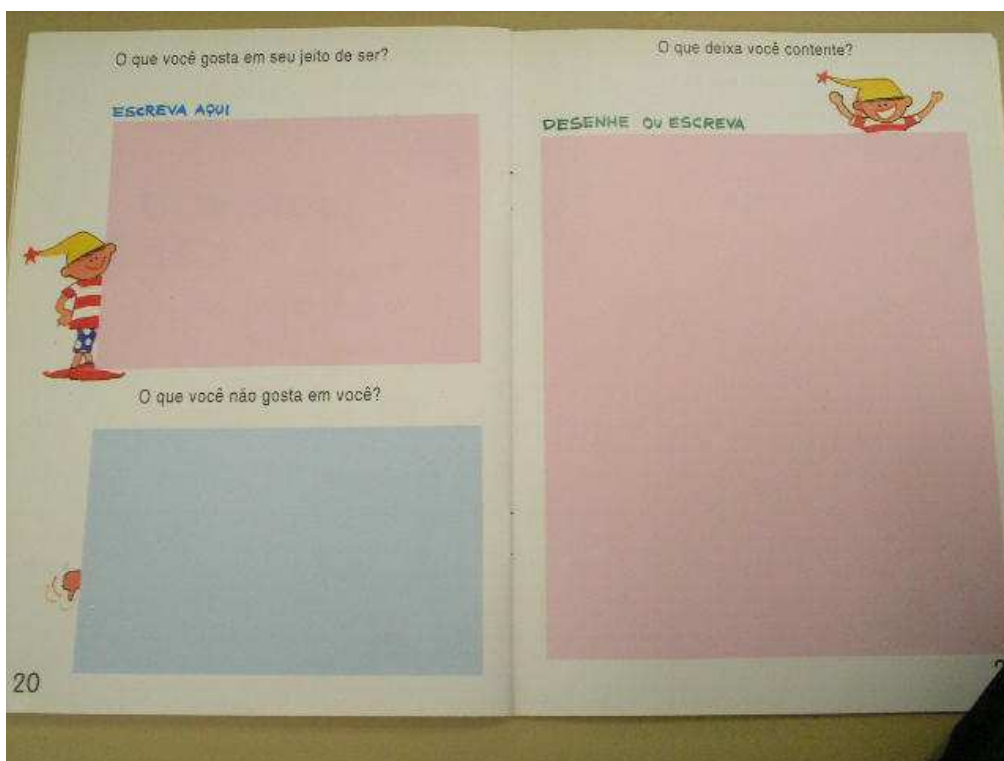 O que você gosta em seu jeito de ser?
ESCREVA AQUI
O que você não gosta em você?
20
O que deixa você contente?
DESENHE OU ESCREVA